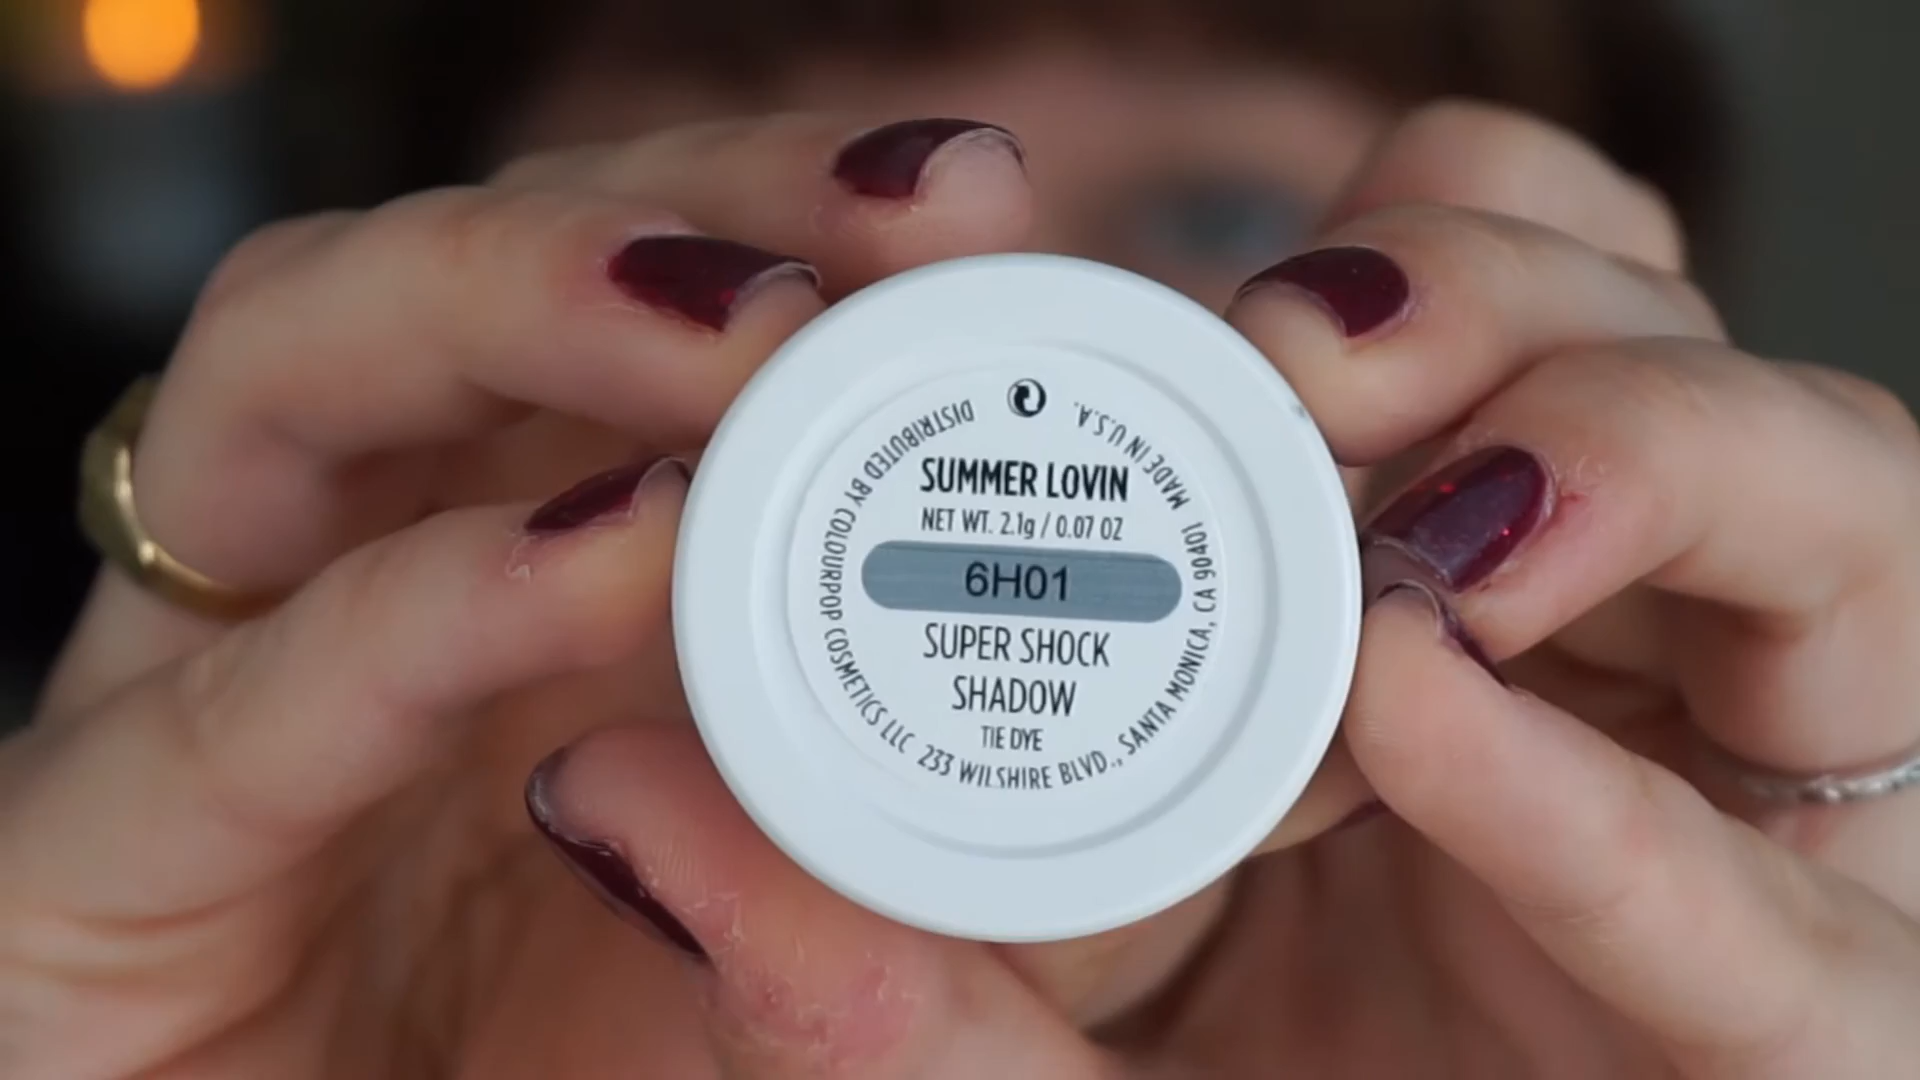 SUMMER LOVIN
NET WT. 2.1g / 0.07 OZ
6H01
SUPER SHOCK
SHADOW
TIE DYE
DISTRIBUTED BY COLOURPOP COSMETICS LLC 233 WILSHIRE BLVD., SANTA MONICA, CA 90401 MADE IN U.S.A.